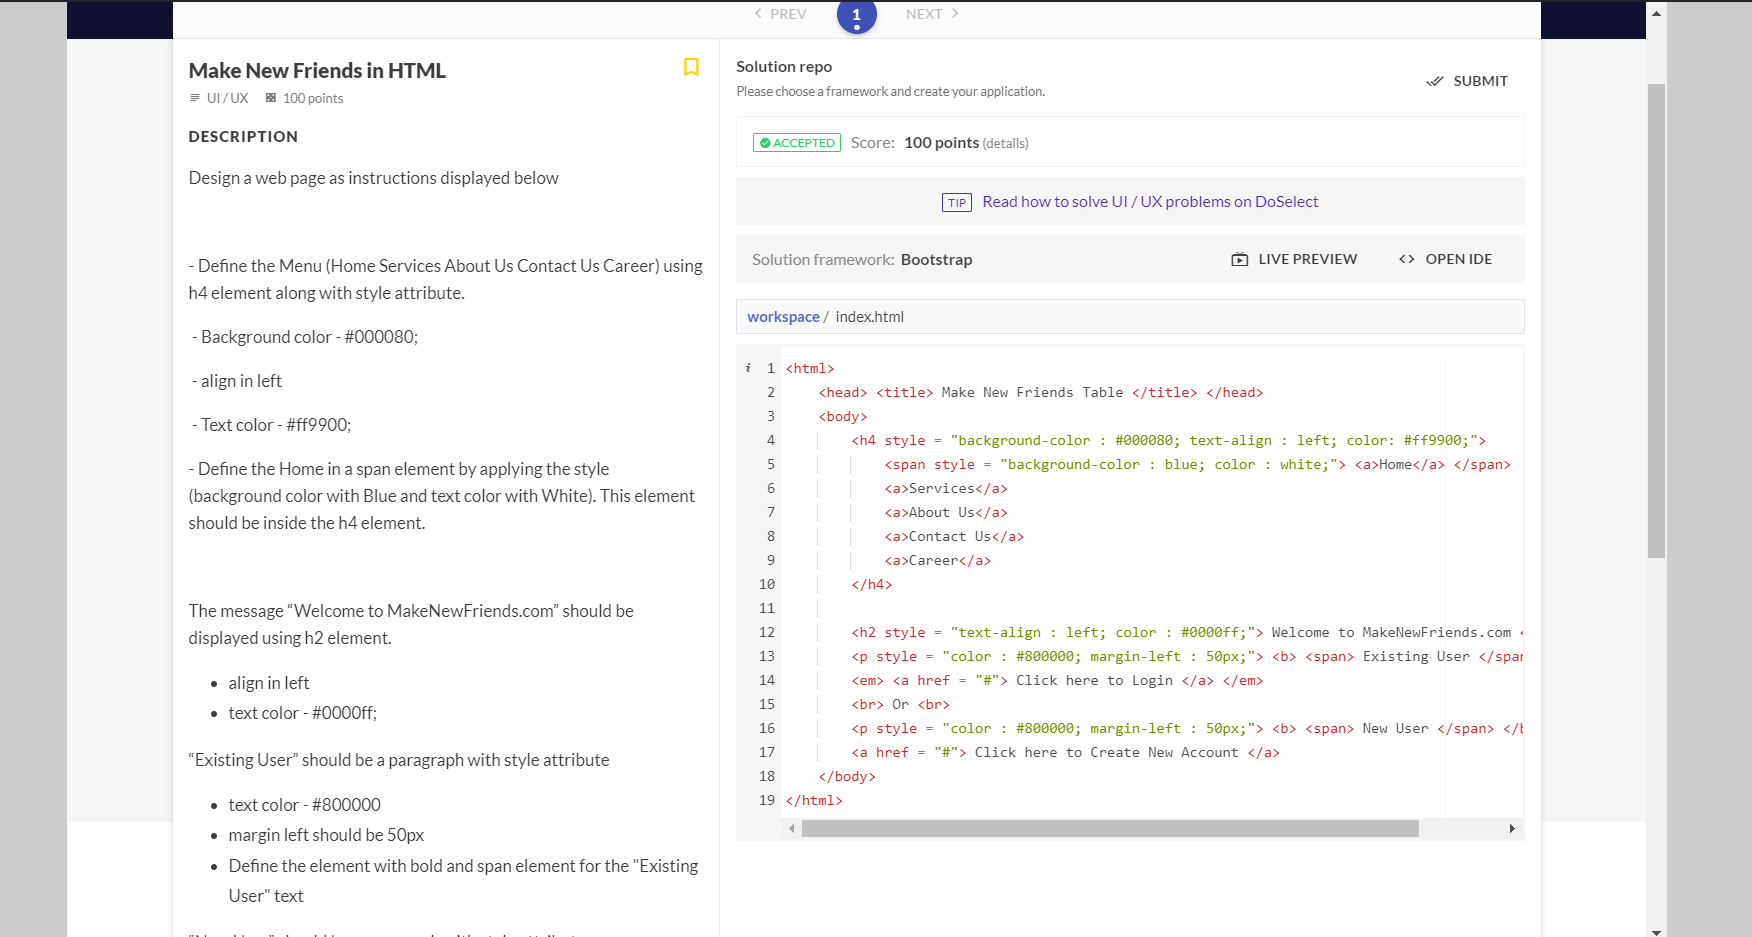 PREV 1 NEXT
Make New Friends in HTML
UI / UX 100 points
DESCRIPTION
Design a web page as instructions displayed below
- Define the Menu (Home Services About Us Contact Us Career) using
h4 element along with style attribute.
- Background color - #000080;
- align in left
- Text color - #ff9900;
- Define the Home in a span element by applying the style
(background color with Blue and text color with White). This element
should be inside the h4 element.
The message “Welcome to MakeNewFriends.com” should be
displayed using h2 element.
• align in left
• text color - #0000ff;
“Existing User” should be a paragraph with style attribute
• text color - #800000
• margin left should be 50px
• Define the element with bold and span element for the "Existing
User" text
Solution repo
Please choose a framework and create your application.
SUBMIT
ACCEPTED Score: 100 points (details)
TIP Read how to solve UI / UX problems on DoSelect
Solution framework: Bootstrap LIVE PREVIEW <> OPEN IDE
workspace / index.html
i 1 <html>
2 <head> <title> Make New Friends Table </title> </head>
3 <body>
4 <h4 style = "background-color : #000080; text-align : left; color: #ff9900;">
5 <span style = "background-color : blue; color : white;"> <a>Home</a> </span>
6 <a>Services</a>
7 <a>About Us</a>
8 <a>Contact Us</a>
9 <a>Career</a>
10 </h4>
11
12 <h2 style = "text-align : left; color : #0000ff;"> Welcome to MakeNewFriends.com <
13 <p style = "color : #800000; margin-left : 50px;"> <b> <span> Existing User </span
14 <em> <a href = "#"> Click here to Login </a> </em>
15 <br> Or <br>
16 <p style = "color : #800000; margin-left : 50px;"> <b> <span> New User </span> </b
17 <a href = "#"> Click here to Create New Account </a>
18 </body>
19 </html>